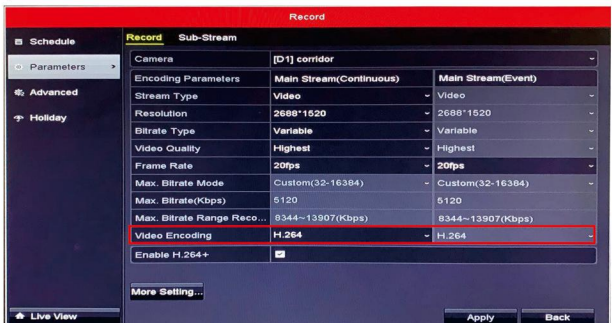 Record
Schedule
Parameters >
Advanced
Holiday
Record Sub-Stream
Camera [D1] corridor
Encoding Parameters Main Stream(Continuous) Main Stream(Event)
Stream Type Video Video
Resolution 2688*1520 2688*1520
Bitrate Type Variable Variable
Video Quality Highest Highest
Frame Rate 20fps 20fps
Max. Bitrate Mode Custom(32-16384) Custom(32-16384)
Max. Bitrate(Kbps) 5120 5120
Max. Bitrate Range Reco... 8344~13907(Kbps) 8344~13907(Kbps)
Video Encoding H.264 H.264
Enable H.264+
More Setting...
Live View Apply Back